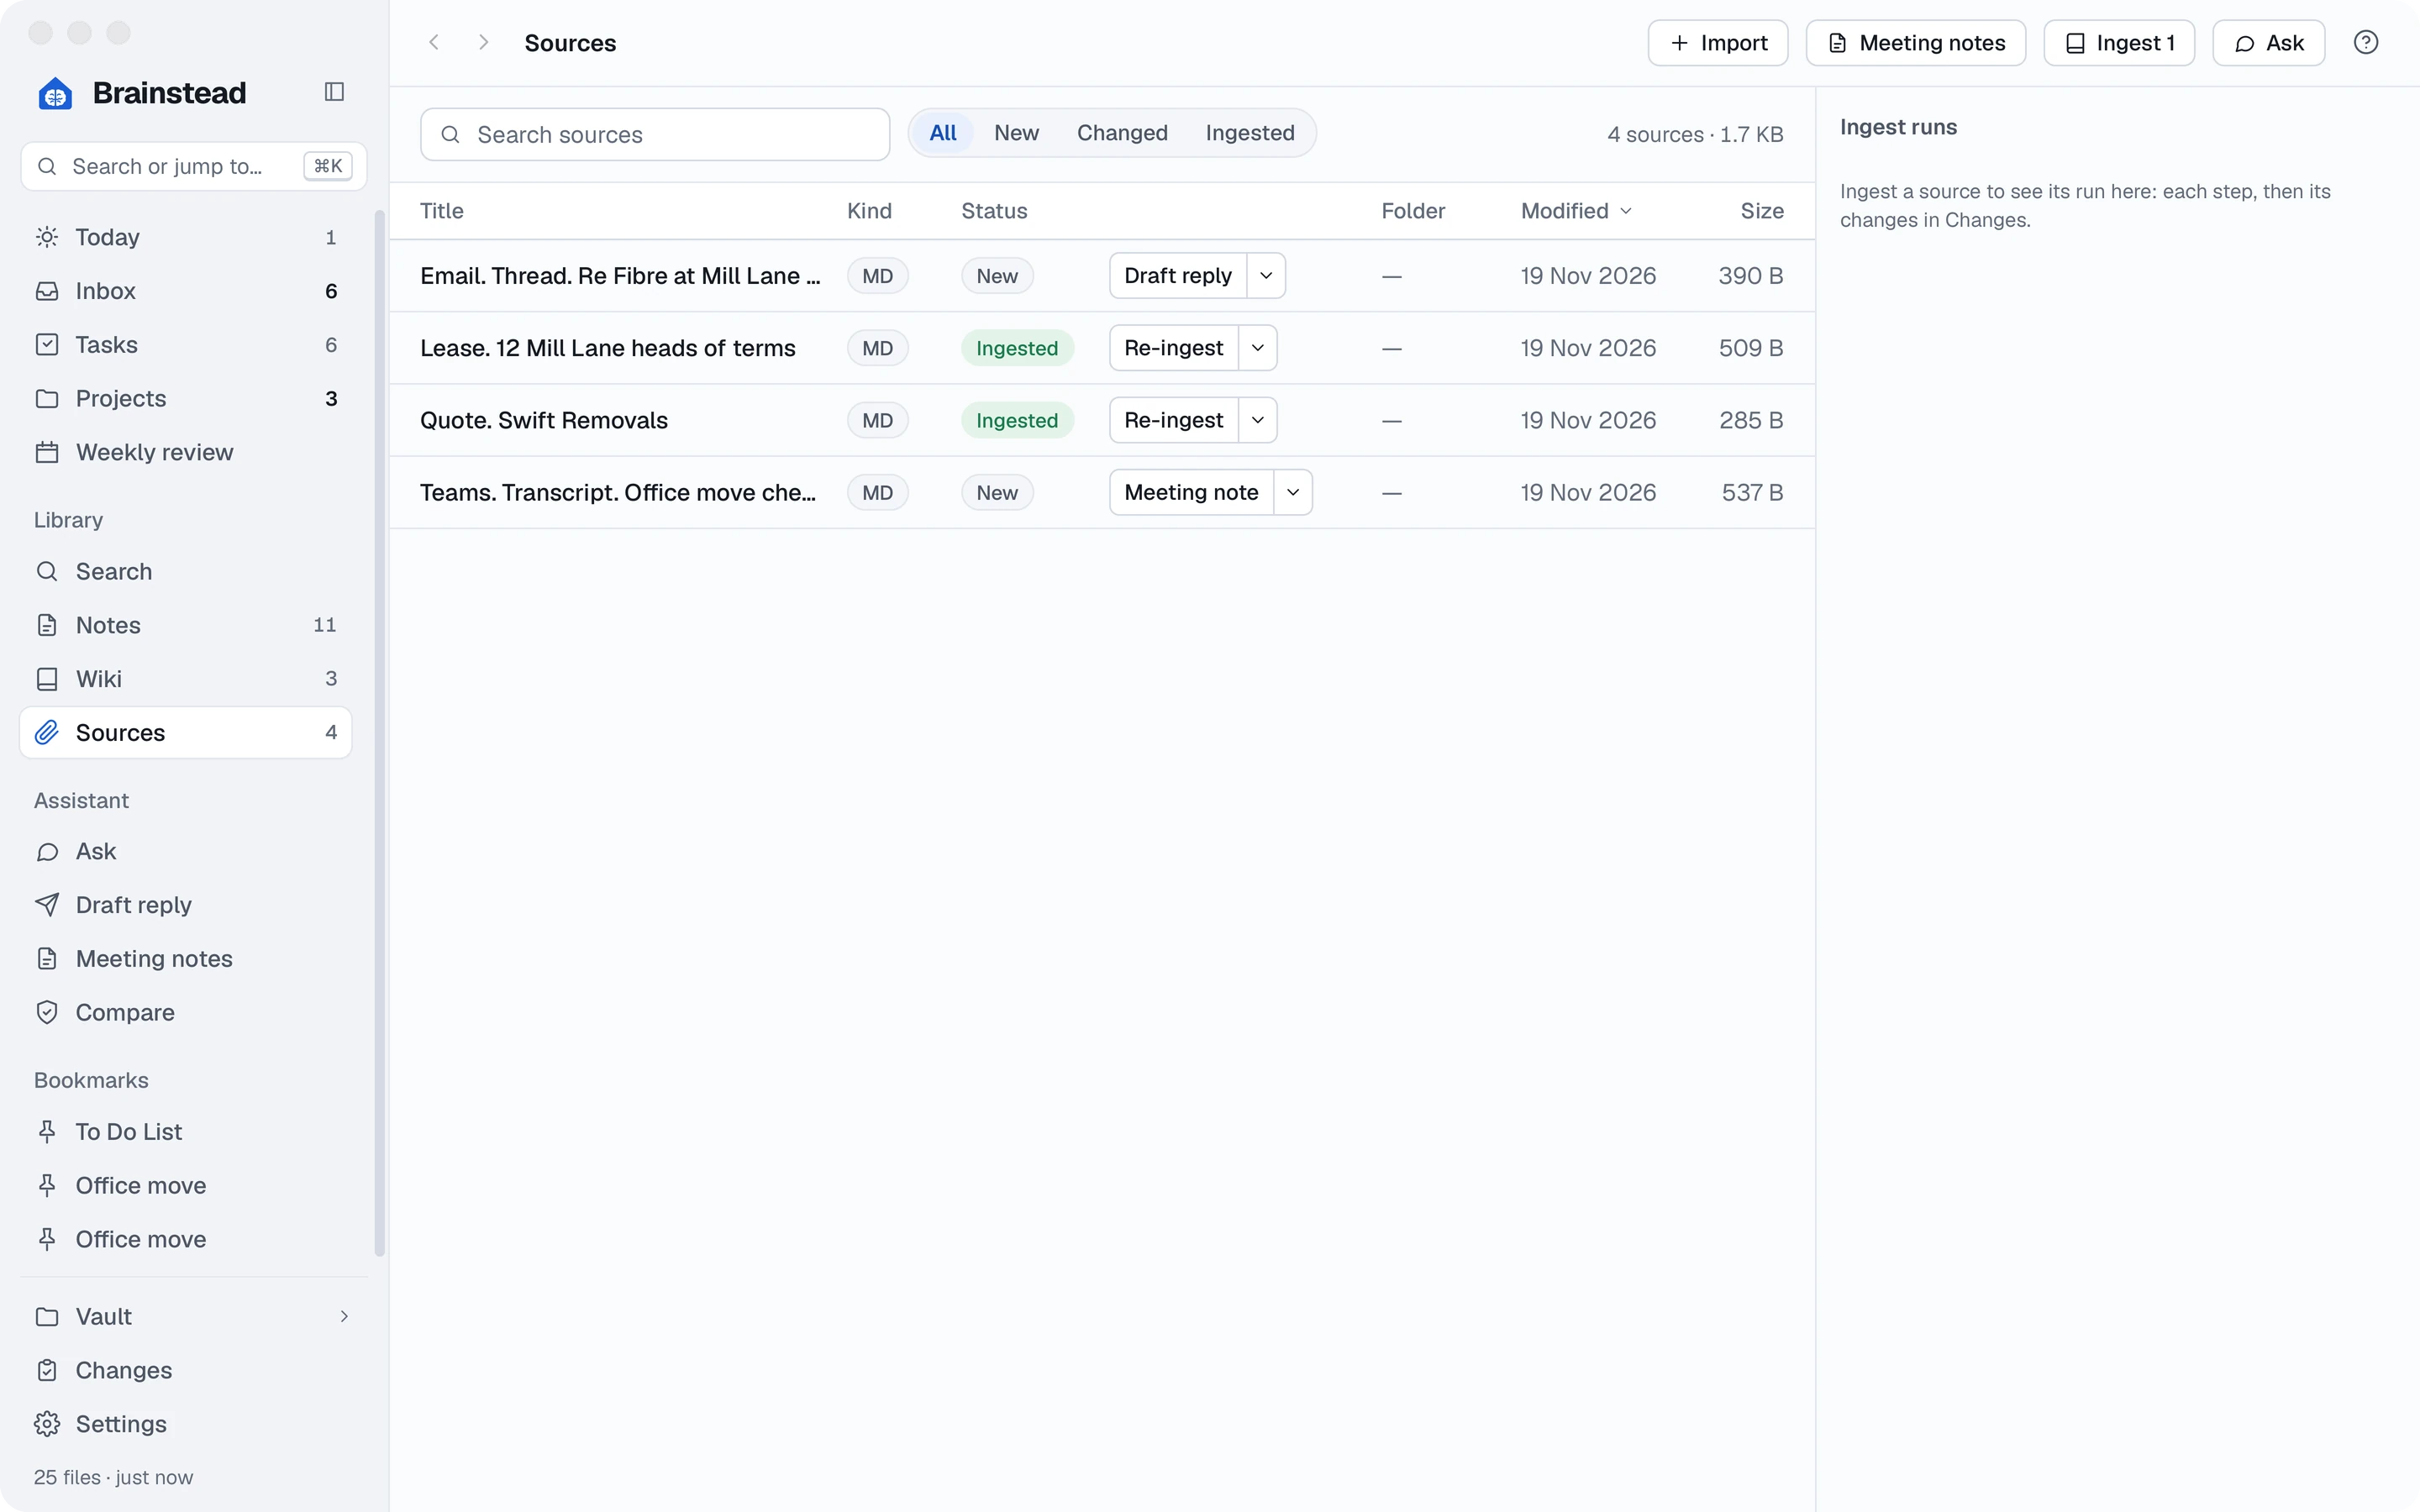 Brainstead
Search or jump to... ⌘K
Today 1
Inbox 6
Tasks 6
Projects 3
Weekly review
Library
Search
Notes 11
Wiki 3
Sources 4
Assistant
Ask
Draft reply
Meeting notes
Compare
Bookmarks
To Do List
Office move
Office move
Vault
Changes
Settings
25 files · just now
Sources
Import
Meeting notes
Ingest 1
Ask
Search sources
All New Changed Ingested
4 sources · 1.7 KB
Title Kind Status Folder Modified Size
Email. Thread. Re Fibre at Mill Lane ... MD New Draft reply — 19 Nov 2026 390 B
Lease. 12 Mill Lane heads of terms MD Ingested Re-ingest — 19 Nov 2026 509 B
Quote. Swift Removals MD Ingested Re-ingest — 19 Nov 2026 285 B
Teams. Transcript. Office move che... MD New Meeting note — 19 Nov 2026 537 B
Ingest runs
Ingest a source to see its run here: each step, then its
changes in Changes.